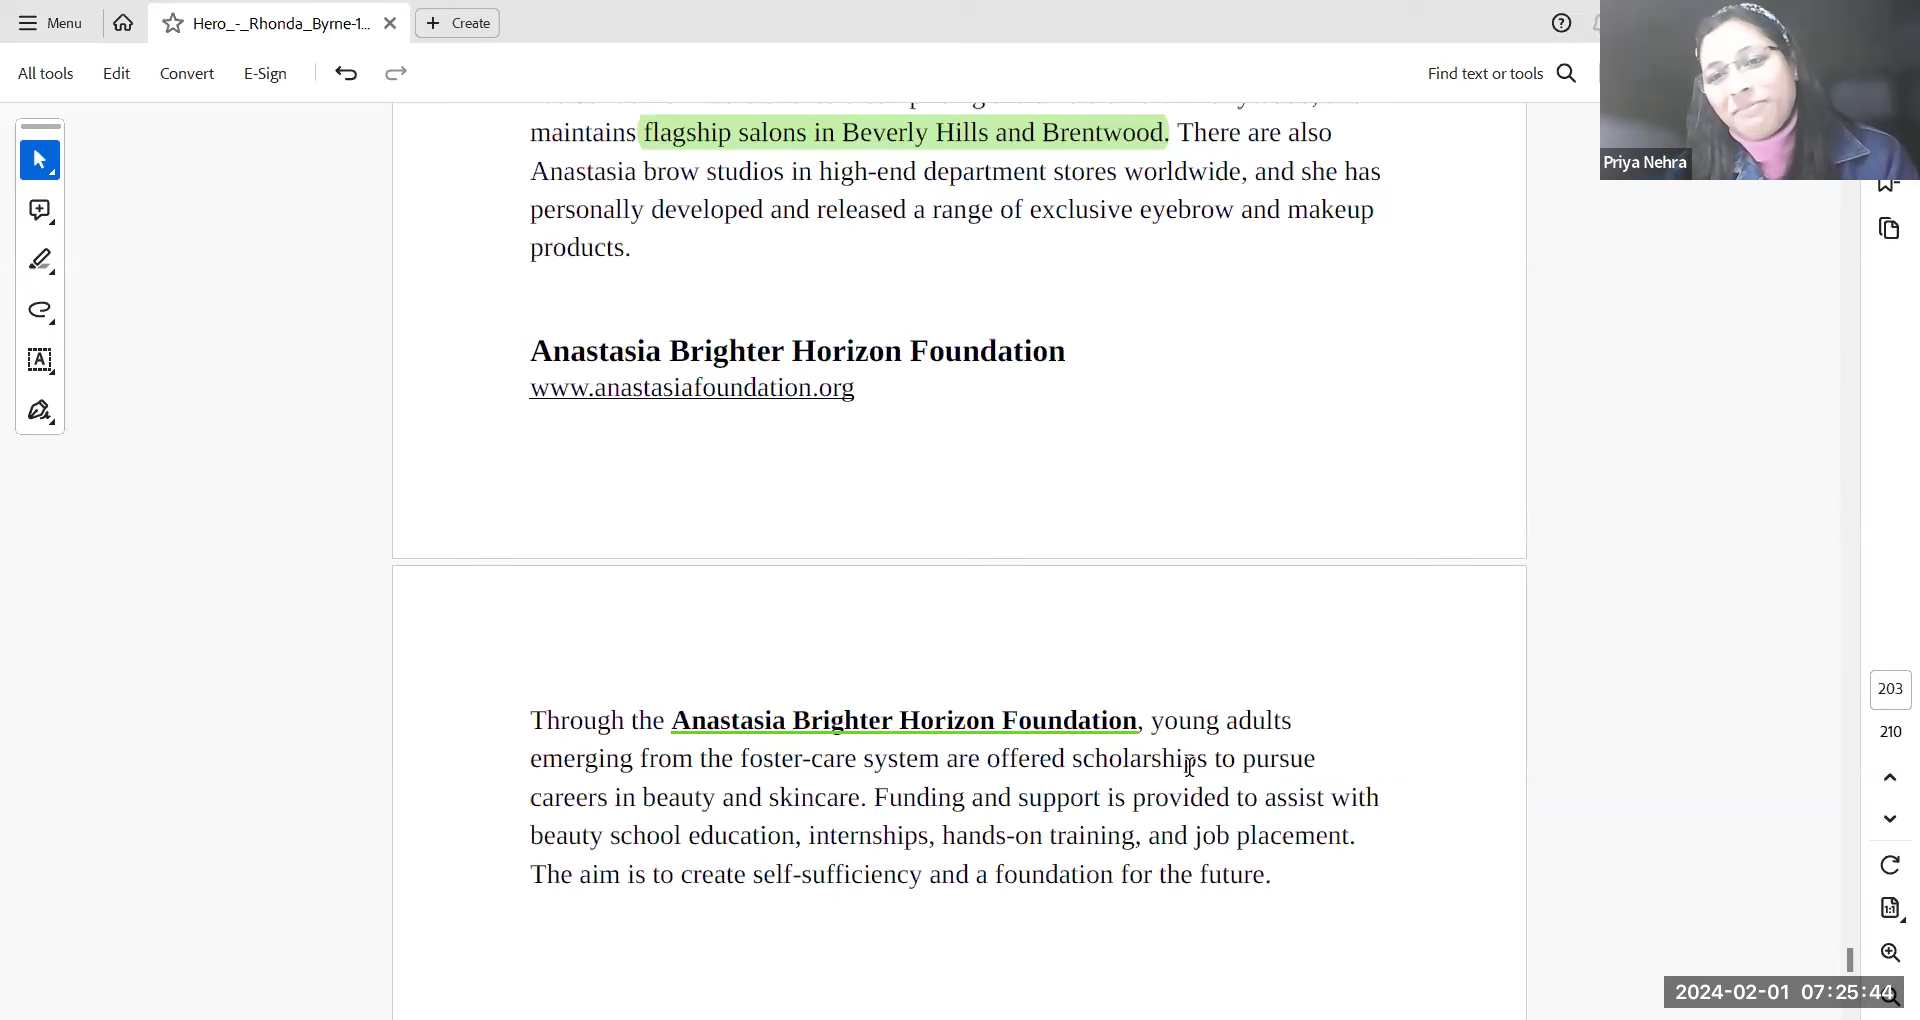 Menu
Hero_-_Rhonda_Byrne-1...
Create
All tools
Edit
Convert
E-Sign
Find text or tools
Priya Nehra
maintains flagship salons in Beverly Hills and Brentwood. There are also
Anastasia brow studios in high-end department stores worldwide, and she has
personally developed and released a range of exclusive eyebrow and makeup
products.
Anastasia Brighter Horizon Foundation
www.anastasiafoundation.org
Through the Anastasia Brighter Horizon Foundation, young adults
emerging from the foster-care system are offered scholarships to pursue
careers in beauty and skincare. Funding and support is provided to assist with
beauty school education, internships, hands-on training, and job placement.
The aim is to create self-sufficiency and a foundation for the future.
203
210
2024-02-01 07:25:44